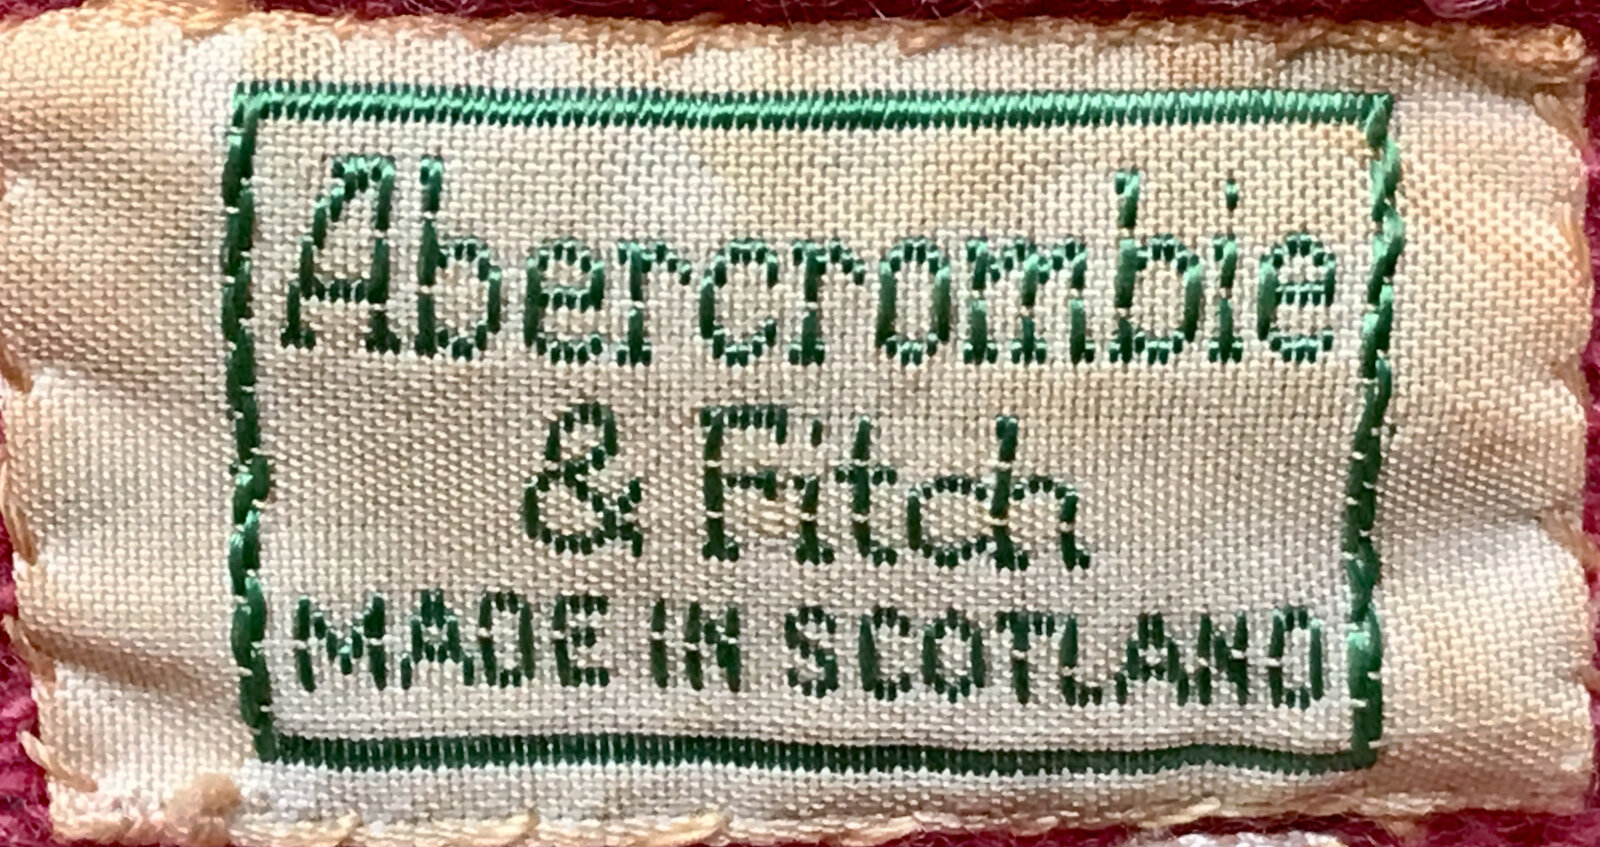 Abercrombie
& Fitch
MADE IN SCOTLAND